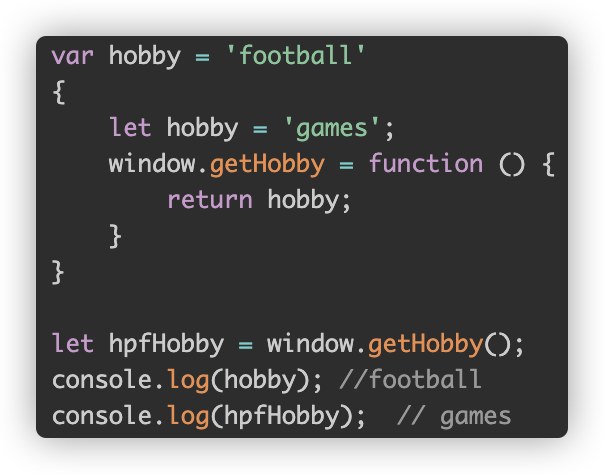 var hobby = 'football'
{
    let hobby = 'games';
    window.getHobby = function () {
        return hobby;
    }
}

let hpfHobby = window.getHobby();
console.log(hobby); //football
console.log(hpfHobby);  // games